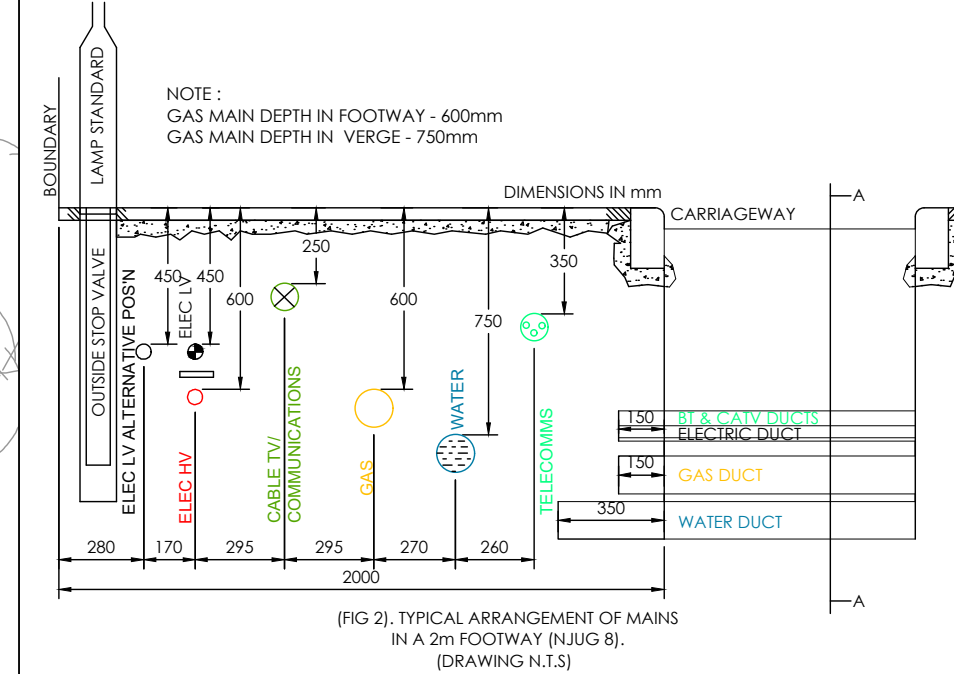 NOTE :
GAS MAIN DEPTH IN FOOTWAY - 600mm
GAS MAIN DEPTH IN VERGE - 750mm
BOUNDARY
LAMP STANDARD
DIMENSIONS IN mm
A
CARRIAGEWAY
OUTSIDE STOP VALVE
ELEC LV ALTERNATIVE POS'N
450
ELEC LV
450
600
250
600
750
350
ELEC HV
CABLE TV/
COMMUNICATIONS
GAS
WATER
TELECOMMS
150
BT & CATV DUCTS
ELECTRIC DUCT
150
GAS DUCT
350
WATER DUCT
280
170
295
295
270
260
2000
A
(FIG 2). TYPICAL ARRANGEMENT OF MAINS
IN A 2m FOOTWAY (NJUG 8).
(DRAWING N.T.S)